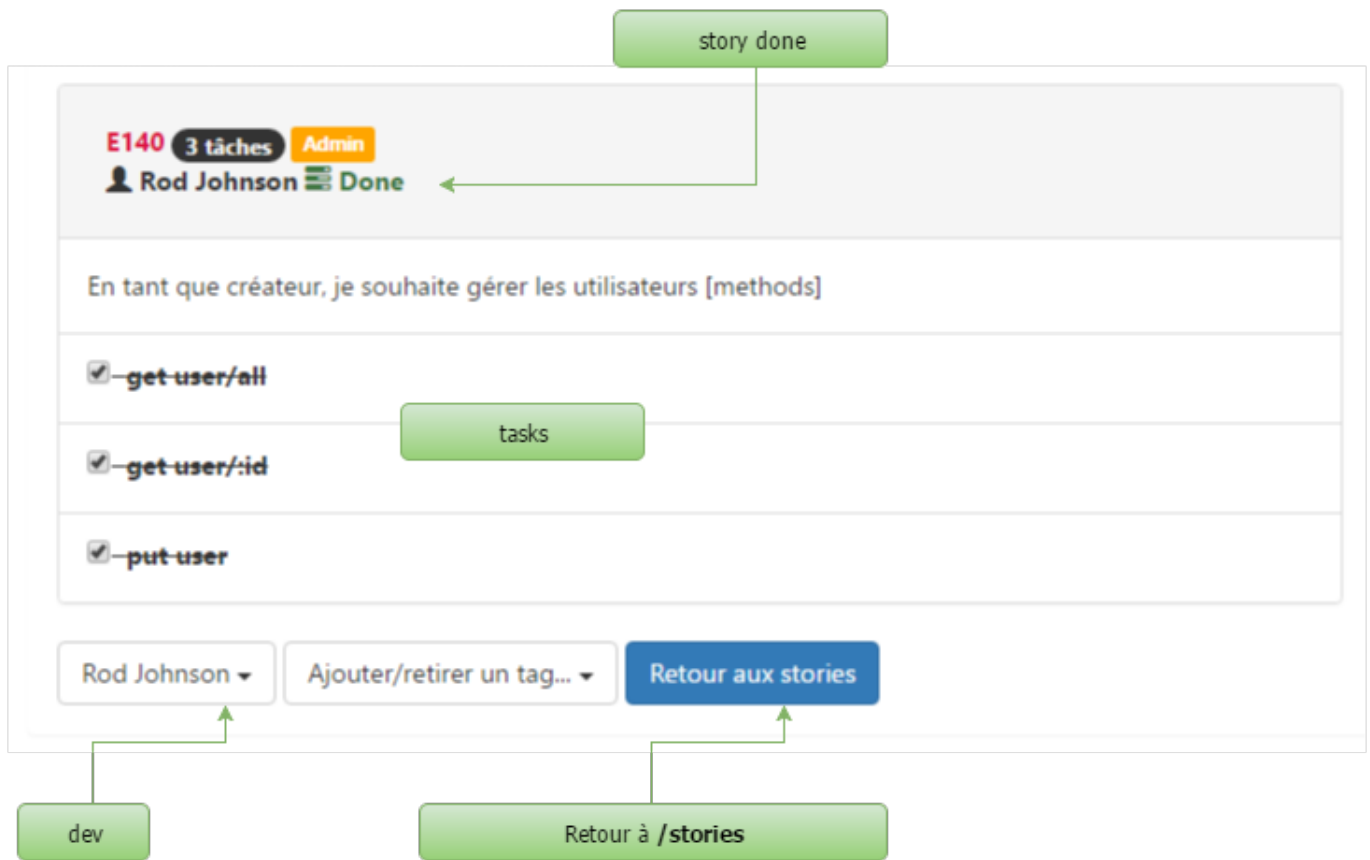 story done
E140 3 tâches Admin
Rod Johnson Done
En tant que créateur, je souhaite gérer les utilisateurs [methods]
get user/all
tasks
get user/:id
put user
Rod Johnson Ajouter/retirer un tag... Retour aux stories
dev Retour à /stories